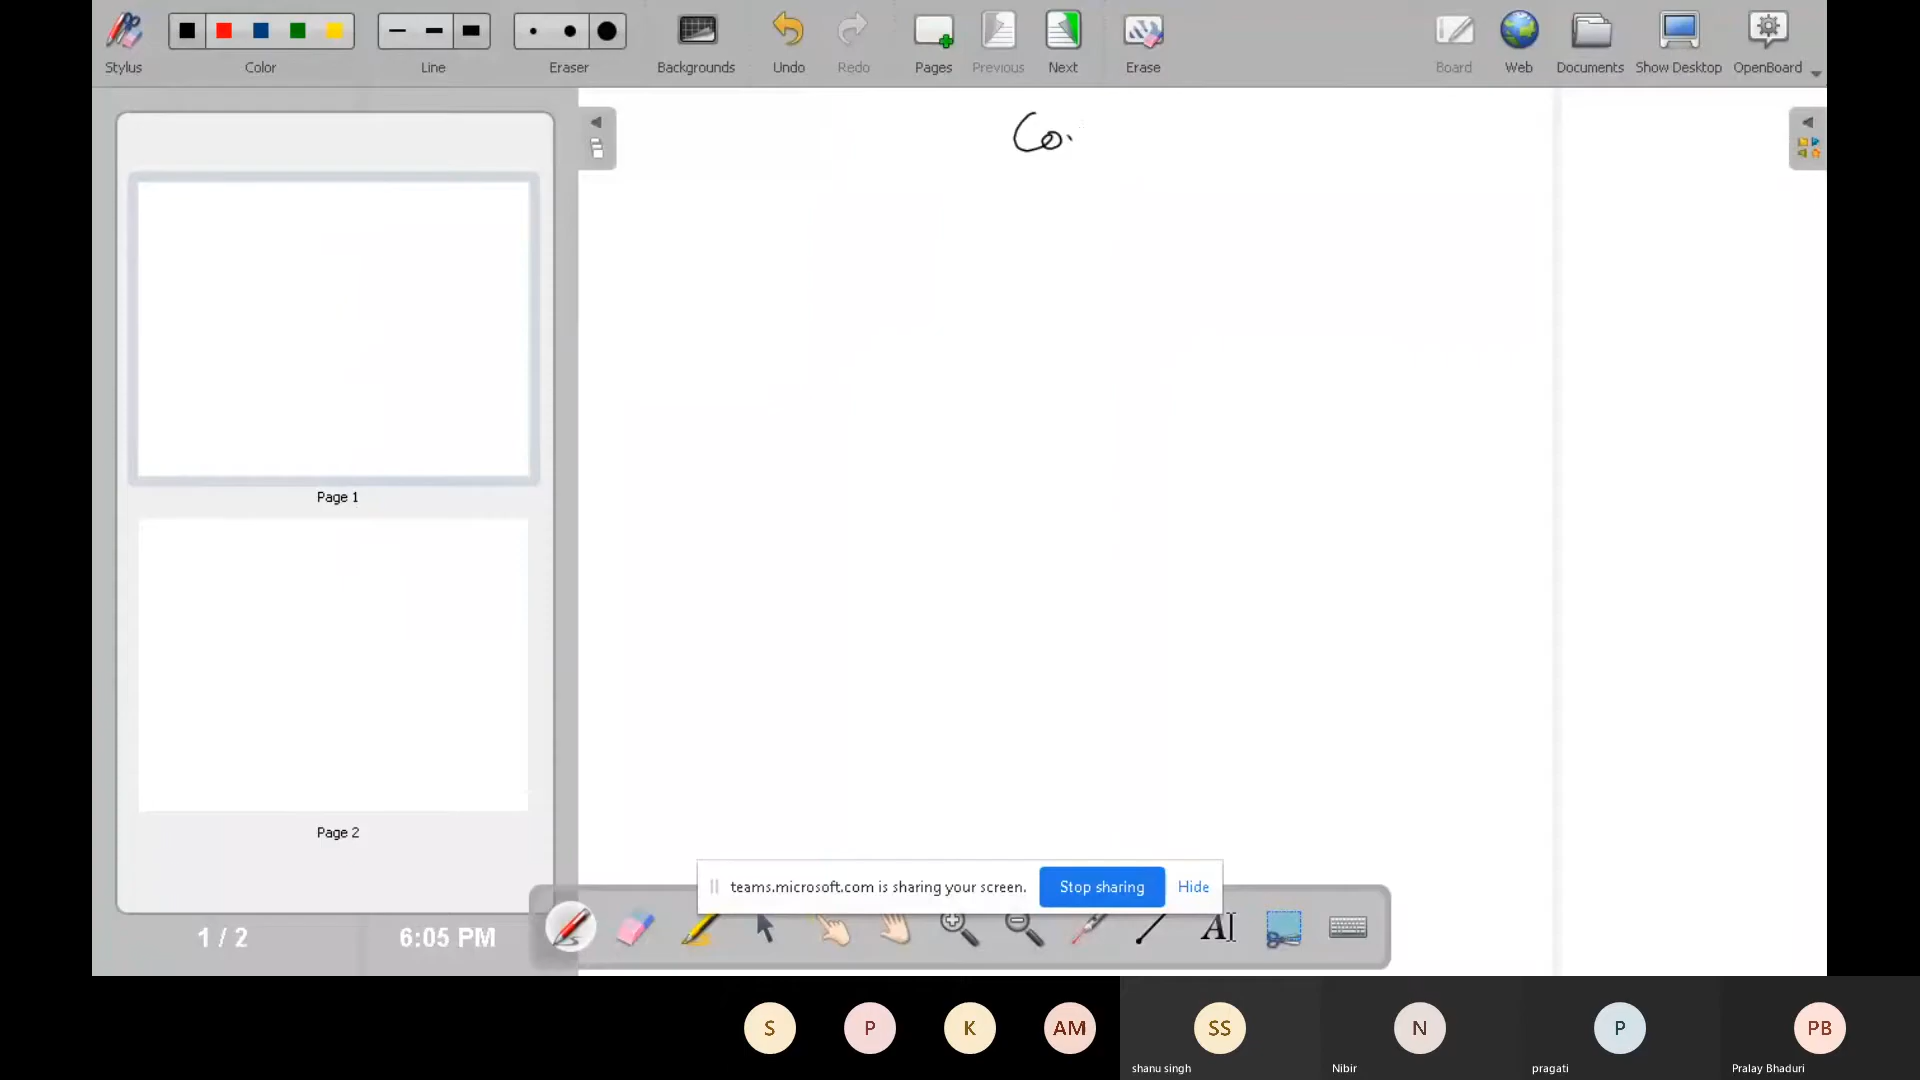 Stylus Color Line Eraser Backgrounds Undo Redo Pages Previous Next Erase Board Web Documents Show Desktop OpenBoard
Co
Page 1
Page 2
teams.microsoft.com is sharing your screen. Stop sharing Hide
1 / 2 6:05 PM
AI
S P K AM SS N P PB
shanu singh Nibir pragati Pralay Bhaduri